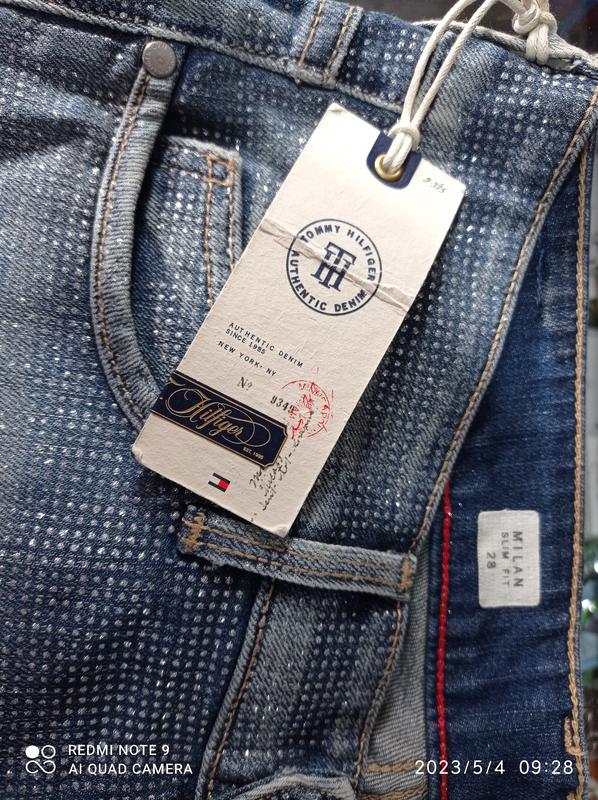 TOMMY HILFIGER
AUTHENTIC DENIM
AUTHENTIC DENIM
SINCE 1985
NEW YORK - NY
Nº 9349
Hilfiger
EST. 1985
MILAN
SLIM FIT
28
REDMI NOTE 9
AI QUAD CAMERA
2023/5/4 09:28